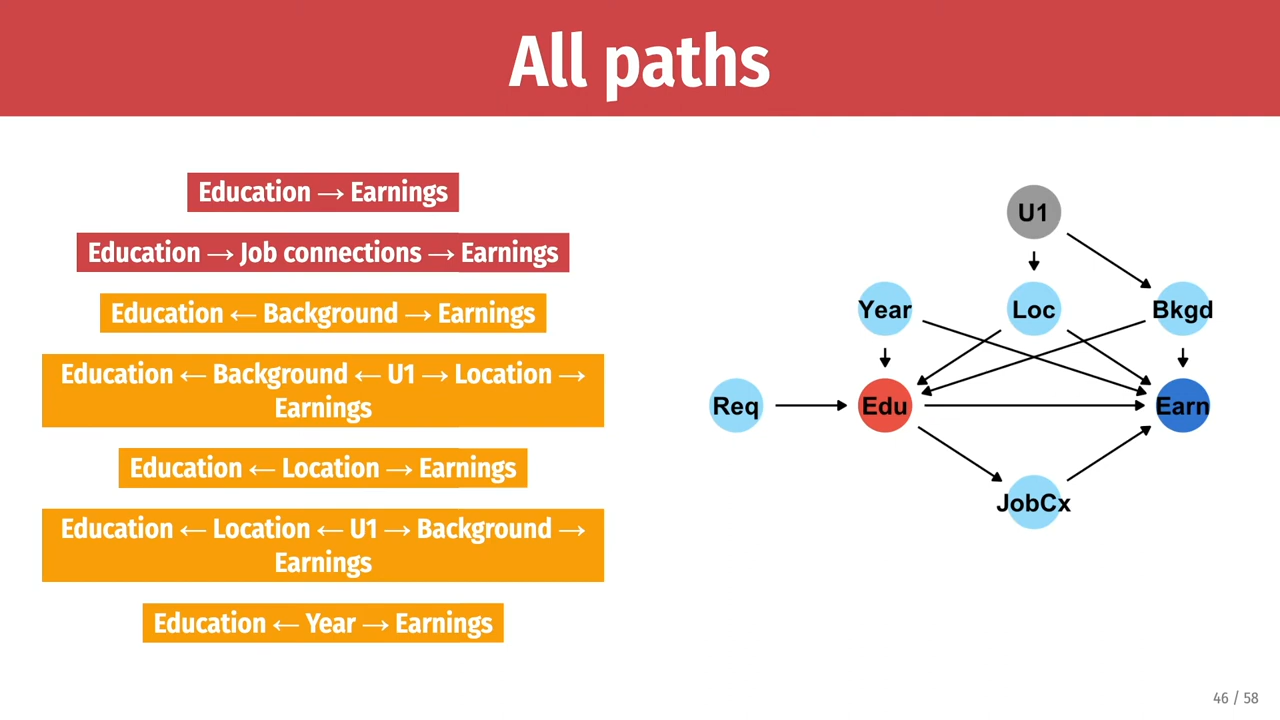 All paths
Education → Earnings
Education → Job connections → Earnings
Education ← Background → Earnings
Education ← Background ← U1 → Location →
Earnings
Education ← Location → Earnings
Education ← Location ← U1 → Background →
Earnings
Education ← Year → Earnings
U1
Year
Loc
Bkgd
Req
Edu
Earn
JobCx
46 / 58